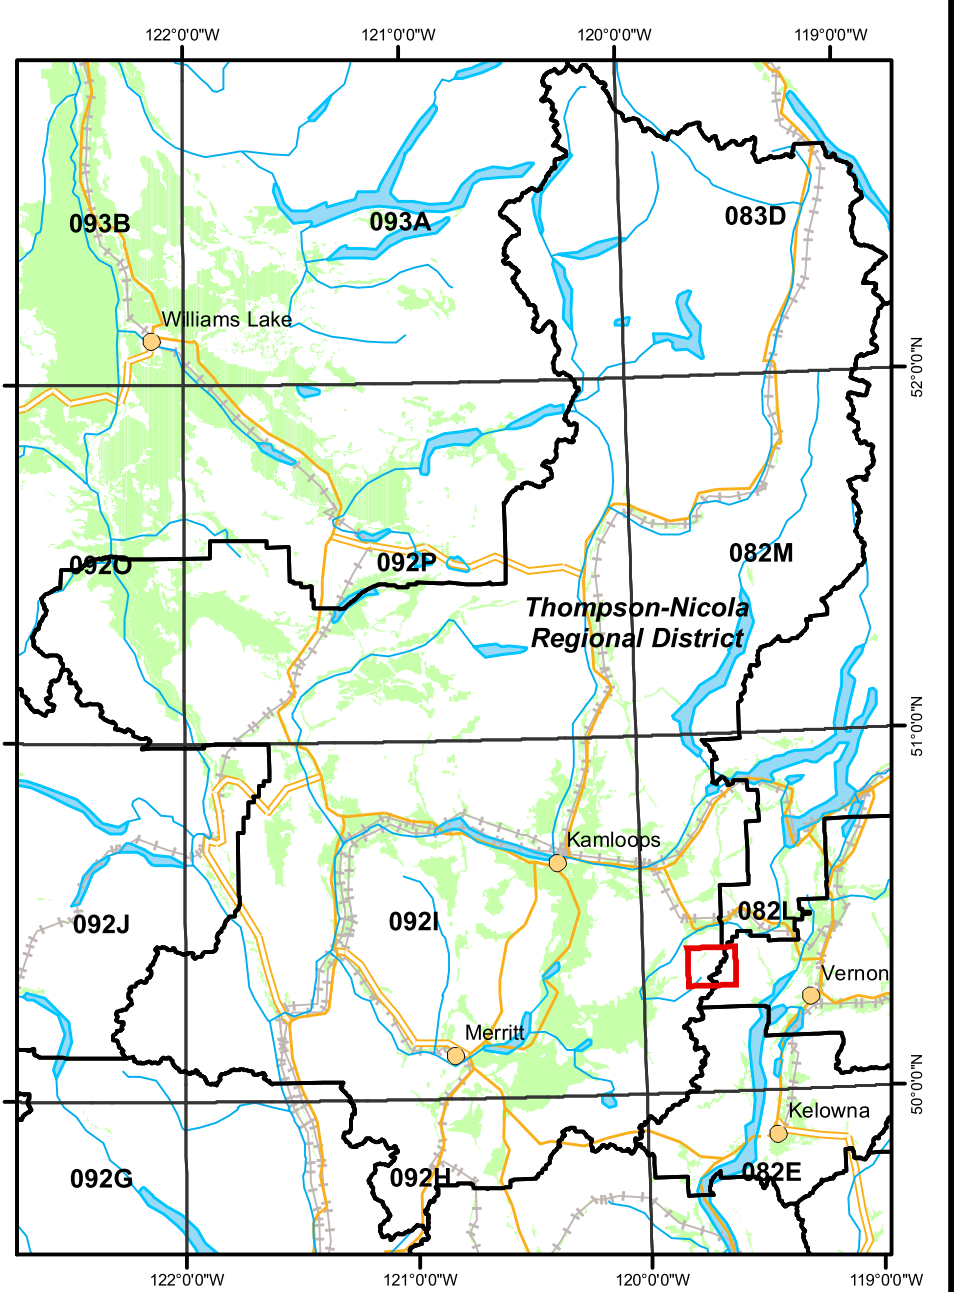 122°0'0"W
121°0'0"W
120°0'0"W
119°0'0"W
083D
093B
093A
Williams Lake
52°0'0"N
082M
092P
092O
Thompson-Nicola
Regional District
51°0'0"N
Kamloops
082L
092I
092J
Vernon
Merritt
50°0'0"N
Kelowna
082E
092G
092H
122°0'0"W
121°0'0"W
120°0'0"W
119°0'0"W